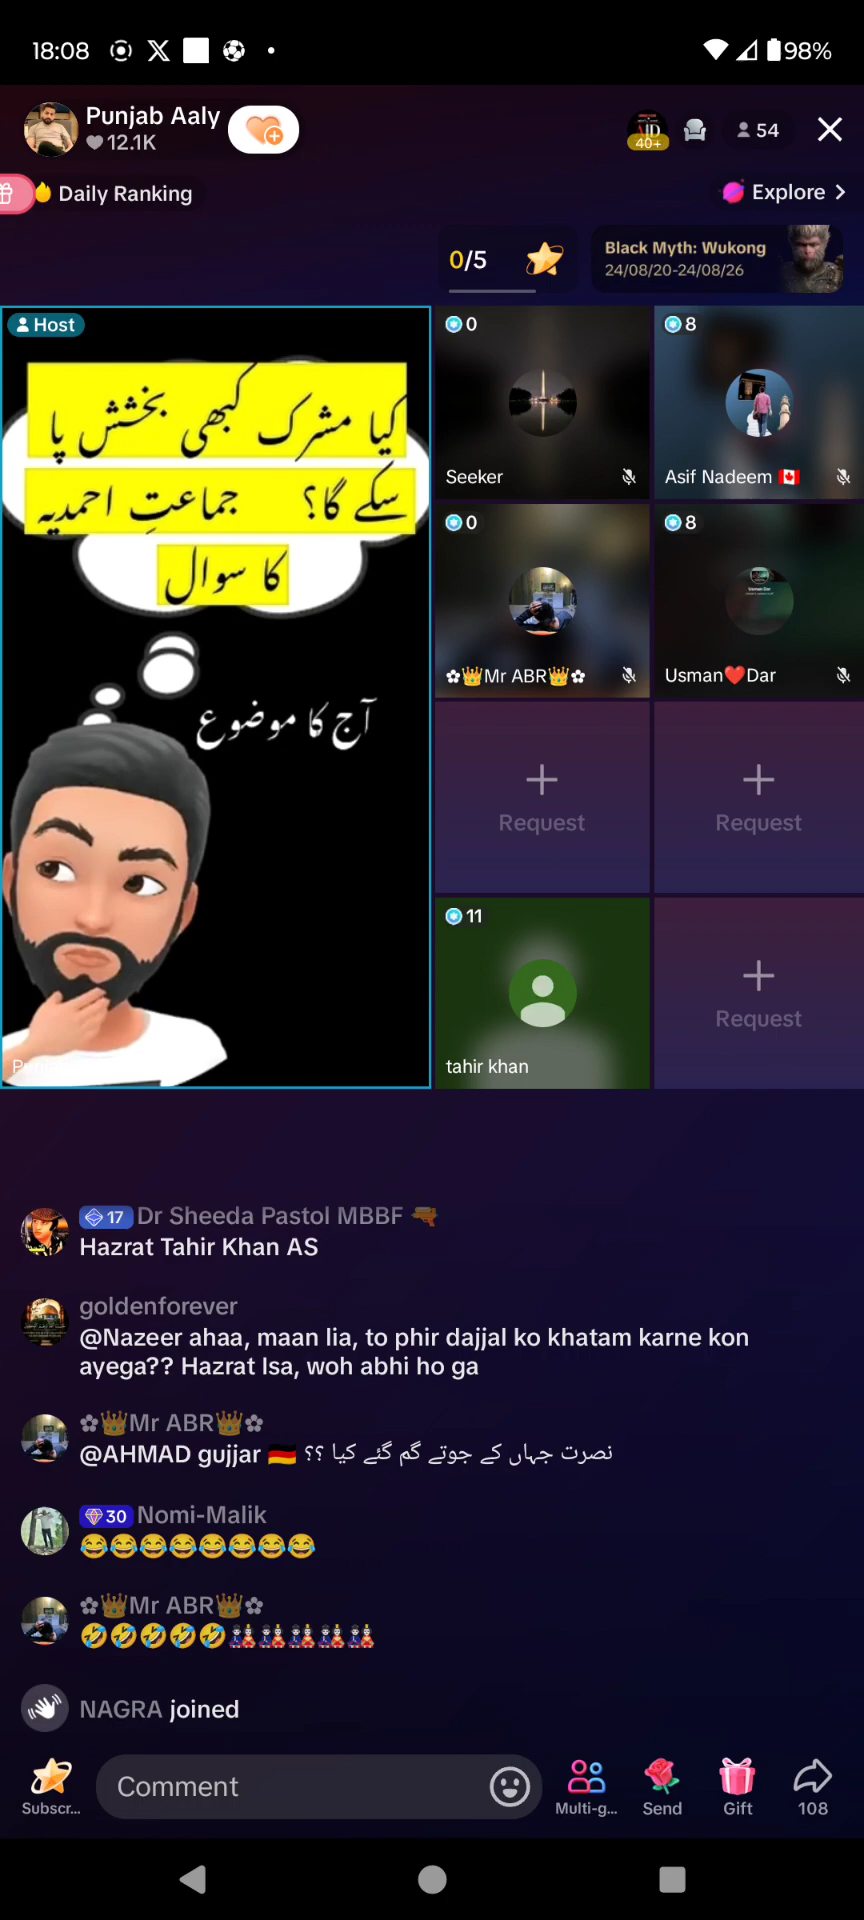 18:08
98%
Punjab Aaly
12.1K
40+
54
Daily Ranking
Explore
0/5
Black Myth: Wukong
24/08/20-24/08/26
Host
کیا مشرک کبھی بخشش پا
سکے گا؟ جماعتِ احمدیہ
کا سوال
آج کا موضوع
0
Seeker
8
Asif Nadeem 🇨🇦
0
✿👑Mr ABR👑✿
8
Usman❤️Dar
Request
Request
11
tahir khan
Request
17 Dr Sheeda Pastol MBBF 🔫
Hazrat Tahir Khan AS
goldenforever
@Nazeer ahaa, maan lia, to phir dajjal ko khatam karne kon
ayega?? Hazrat Isa, woh abhi ho ga
✿👑Mr ABR👑✿
@AHMAD gujjar 🇩🇪 نصرت جہاں کے جوتے گم گئے کیا ؟؟
30 Nomi-Malik
😂😂😂😂😂😂😂😂
✿👑Mr ABR👑✿
🤣🤣🤣🤣🤣🎎🎎🎎🎎🎎
NAGRA joined
Comment
Subscr...
Multi-g...
Send
Gift
108